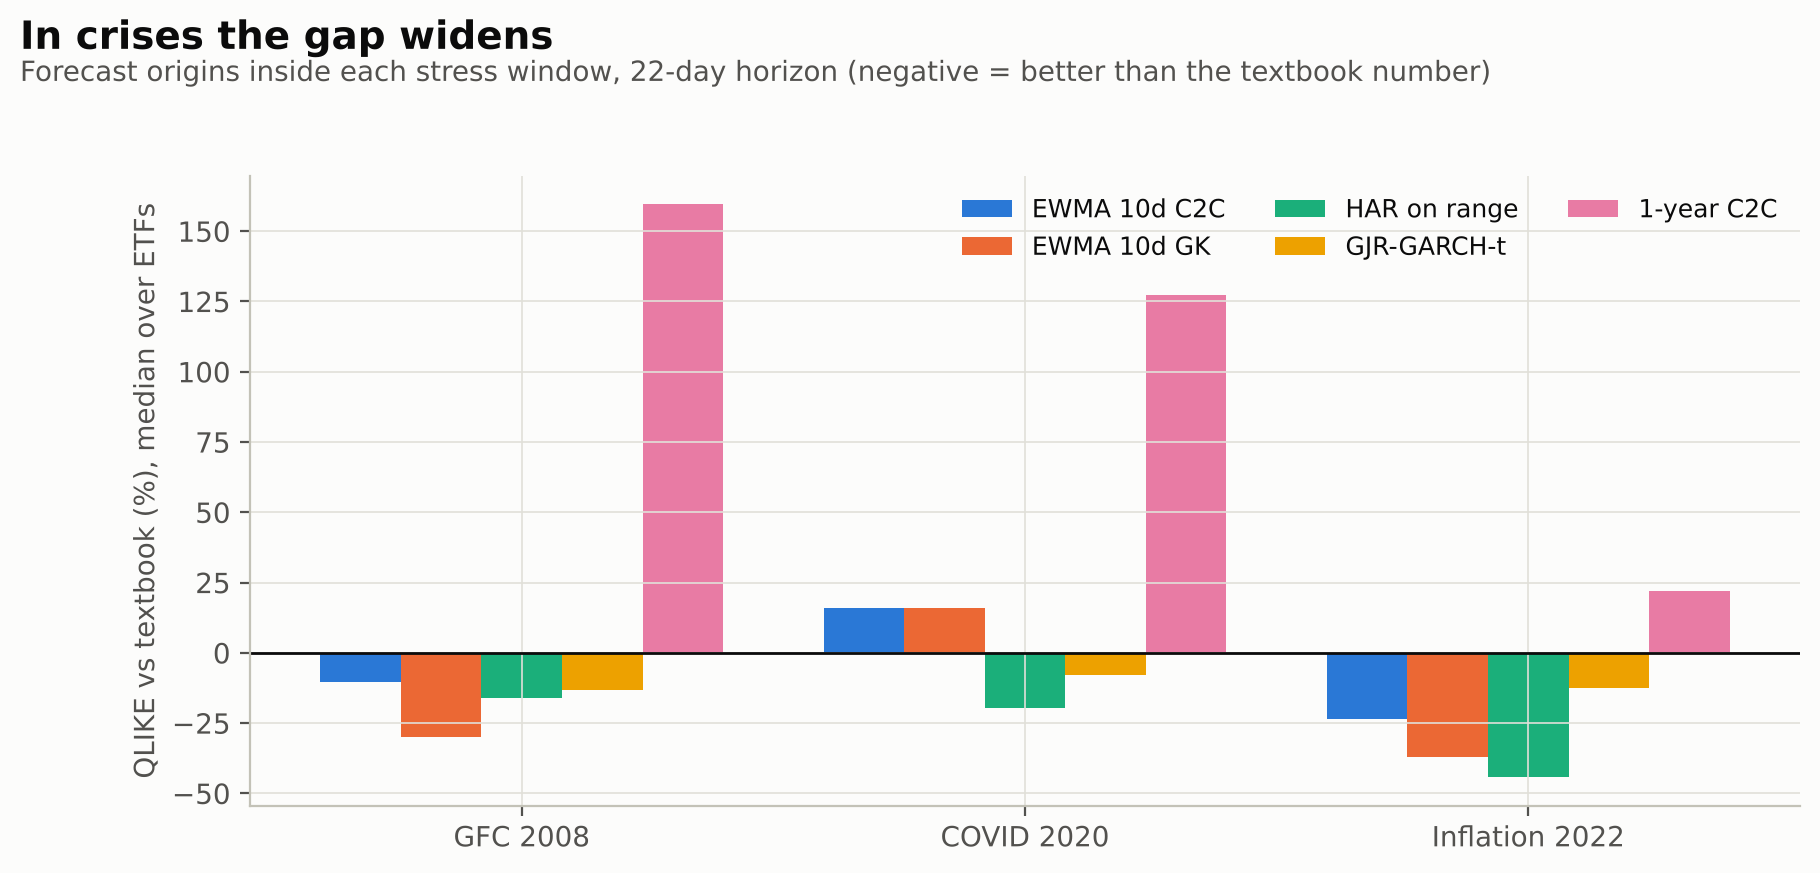 In crises the gap widens
Forecast origins inside each stress window, 22-day horizon (negative = better than the textbook number)
QLIKE vs textbook (%), median over ETFs
150
125
100
75
50
25
0
−25
−50
EWMA 10d C2C
EWMA 10d GK
HAR on range
GJR-GARCH-t
1-year C2C
GFC 2008
COVID 2020
Inflation 2022